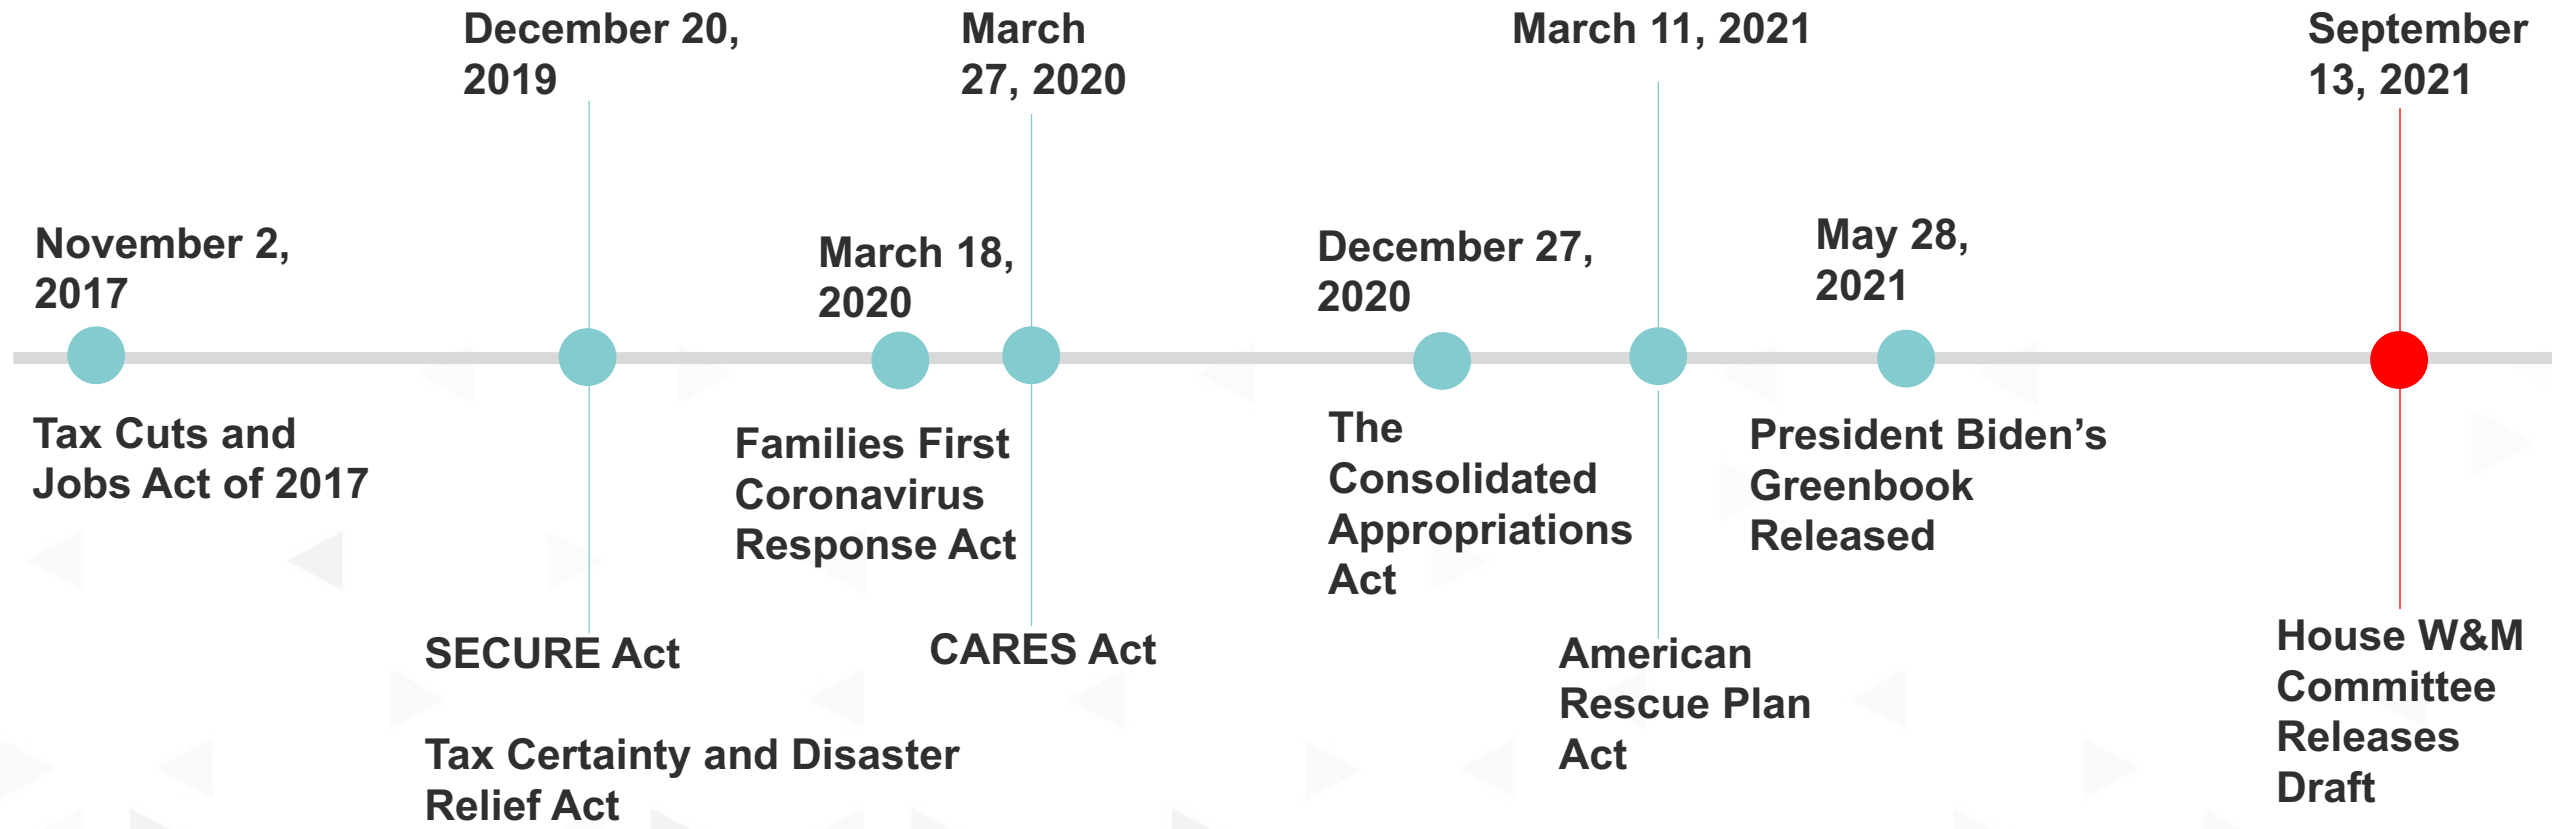 November 2,
2017
Tax Cuts and
Jobs Act of 2017
December 20,
2019
SECURE Act
Tax Certainty and Disaster
Relief Act
March 18,
2020
Families First
Coronavirus
Response Act
March
27, 2020
CARES Act
December 27,
2020
The
Consolidated
Appropriations
Act
March 11, 2021
American
Rescue Plan
Act
May 28,
2021
President Biden’s
Greenbook
Released
September
13, 2021
House W&M
Committee
Releases
Draft